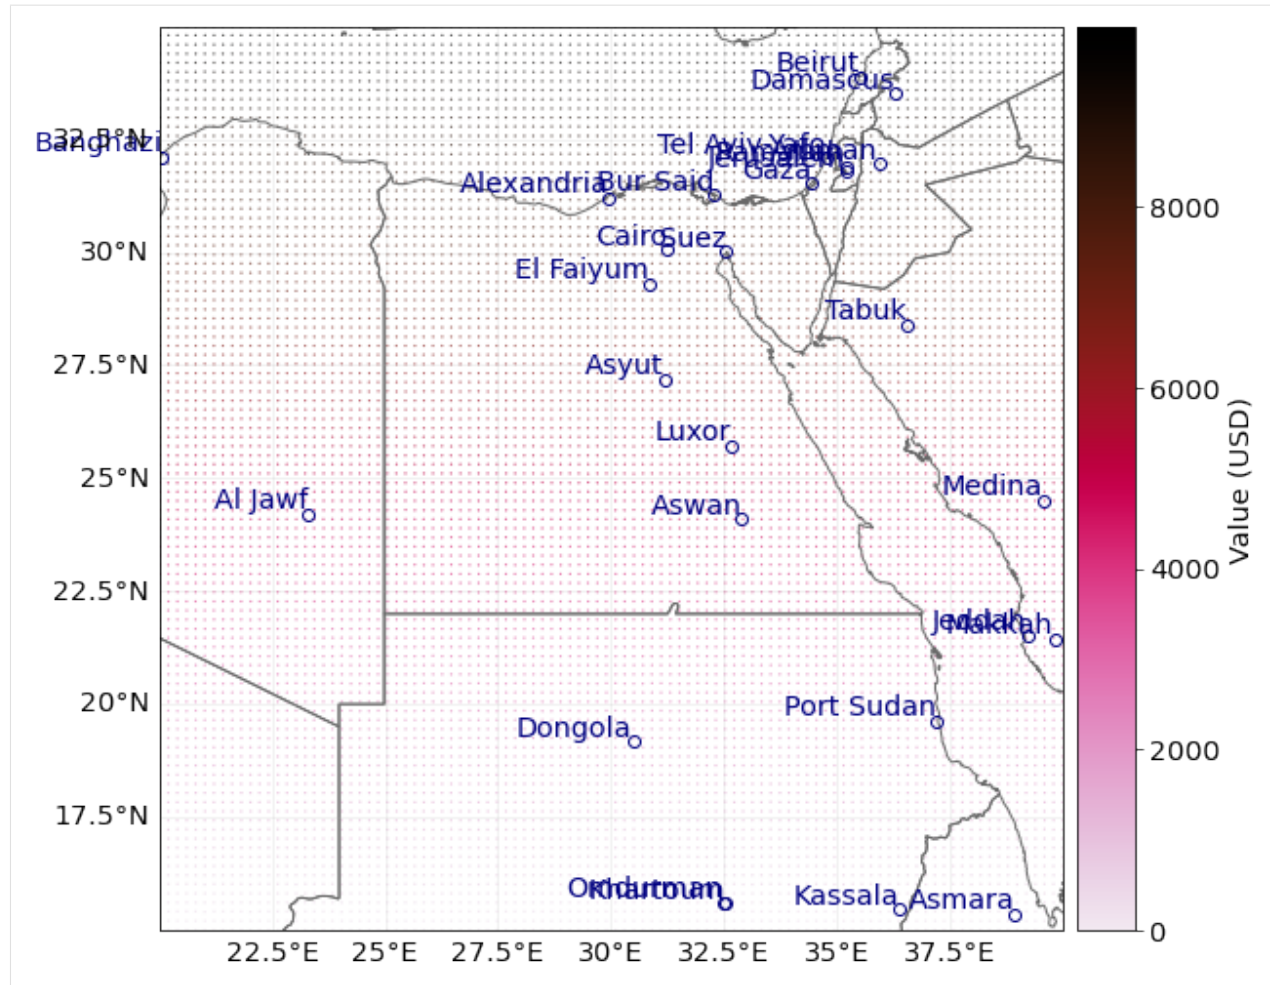 Beirut
Damascus
32.5°N
Banghazi
Tel Aviv-Yafo
Amman
Jerusalem
Gaza
Alexandria
Bur Said
Cairo
Suez
30°N
El Faiyum
Tabuk
27.5°N
Asyut
Luxor
25°N
Al Jawf
Medina
Aswan
22.5°N
Jeddah
Makkah
20°N
Port Sudan
Dongola
17.5°N
Omdurman
Khartoum
Kassala
Asmara
22.5°E
25°E
27.5°E
30°E
32.5°E
35°E
37.5°E
8000
6000
4000
2000
0
Value (USD)